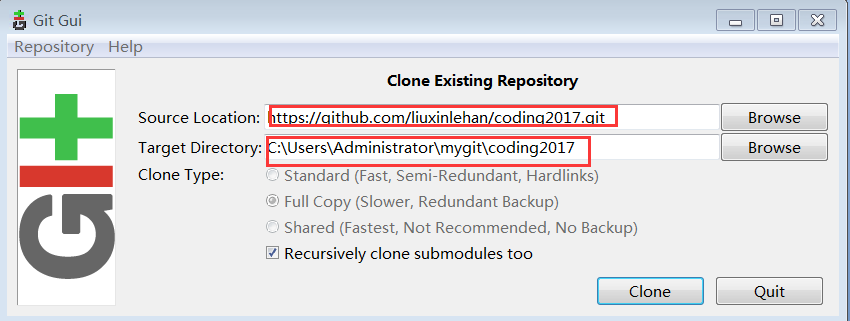 Git Gui
Repository Help
Clone Existing Repository
Source Location: https://github.com/liuxinlehan/coding2017.git Browse
Target Directory: C:\Users\Administrator\mygit\coding2017 Browse
Clone Type: Standard (Fast, Semi-Redundant, Hardlinks)
Full Copy (Slower, Redundant Backup)
Shared (Fastest, Not Recommended, No Backup)
Recursively clone submodules too
Clone Quit
GIT